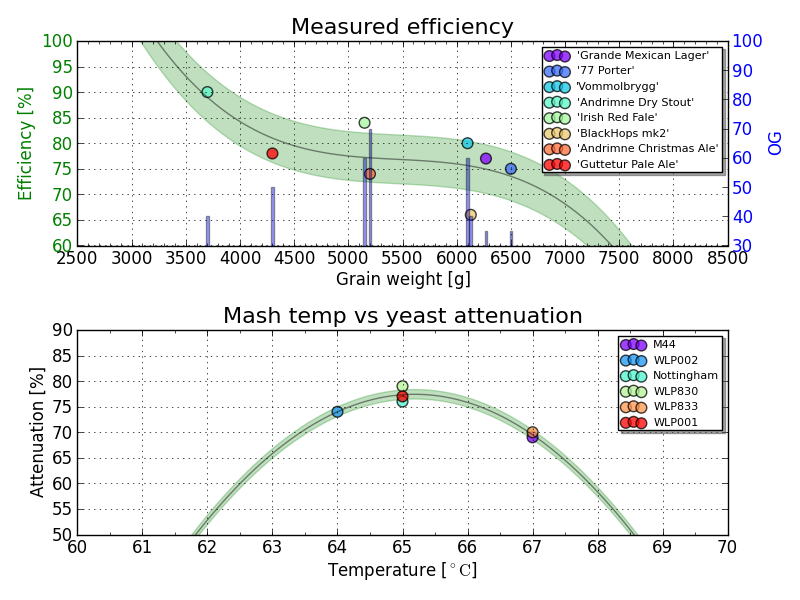 Measured efficiency
100
95
90
85
80
75
70
65
60
Efficiency [%]
100
90
80
70
60
50
40
30
OG
'Grande Mexican Lager'
'77 Porter'
'Vommolbrygg'
'Andrimne Dry Stout'
'Irish Red Fale'
'BlackHops mk2'
'Andrimne Christmas Ale'
'Guttetur Pale Ale'
2500 3000 3500 4000 4500 5000 5500 6000 6500 7000 7500 8000 8500
Grain weight [g]
Mash temp vs yeast attenuation
90
85
80
75
70
65
60
55
50
Attenuation [%]
M44
WLP002
Nottingham
WLP830
WLP833
WLP001
60 61 62 63 64 65 66 67 68 69 70
Temperature [°C]